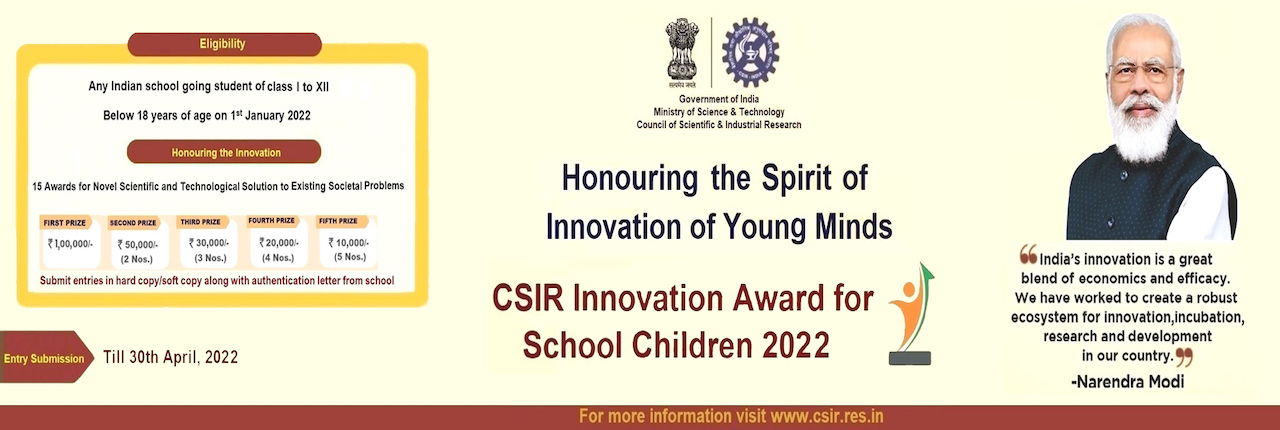 Eligibility
Any Indian school going student of class I to XII
Below 18 years of age on 1st January 2022
Honouring the Innovation
15 Awards for Novel Scientific and Technological Solution to Existing Societal Problems
FIRST PRIZE
₹1,00,000/-
SECOND PRIZE
₹ 50,000/-
(2 Nos.)
THIRD PRIZE
₹ 30,000/-
(3 Nos.)
FOURTH PRIZE
₹ 20,000/-
(4 Nos.)
FIFTH PRIZE
₹ 10,000/-
(5 Nos.)
Submit entries in hard copy/soft copy along with authentication letter from school
Entry Submission
Till 30th April, 2022
सत्यमेव जयते
Government of India
Ministry of Science & Technology
Council of Scientific & Industrial Research
Honouring the Spirit of
Innovation of Young Minds
CSIR Innovation Award for
School Children 2022
“India's innovation is a great
blend of economics and efficacy.
We have worked to create a robust
ecosystem for innovation,incubation,
research and development
in our country.”
-Narendra Modi
For more information visit www.csir.res.in